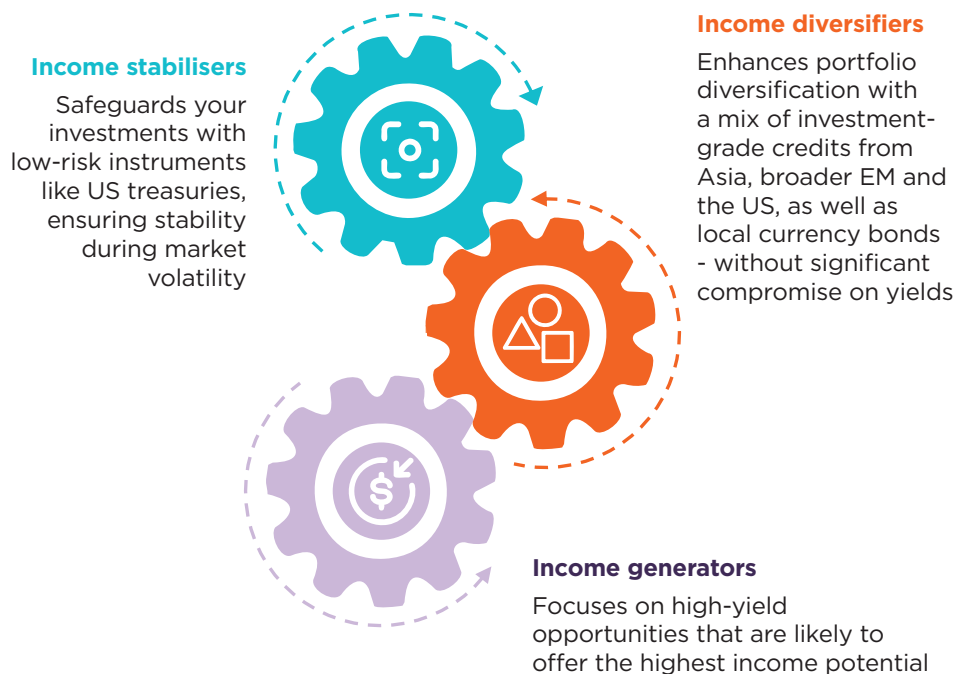 Income stabilisers
Safeguards your
investments with
low-risk instruments
like US treasuries,
ensuring stability
during market
volatility
Income diversifiers
Enhances portfolio
diversification with
a mix of investment-
grade credits from
Asia, broader EM and
the US, as well as
local currency bonds
- without significant
compromise on yields
$
Income generators
Focuses on high-yield
opportunities that are likely to
offer the highest income potential